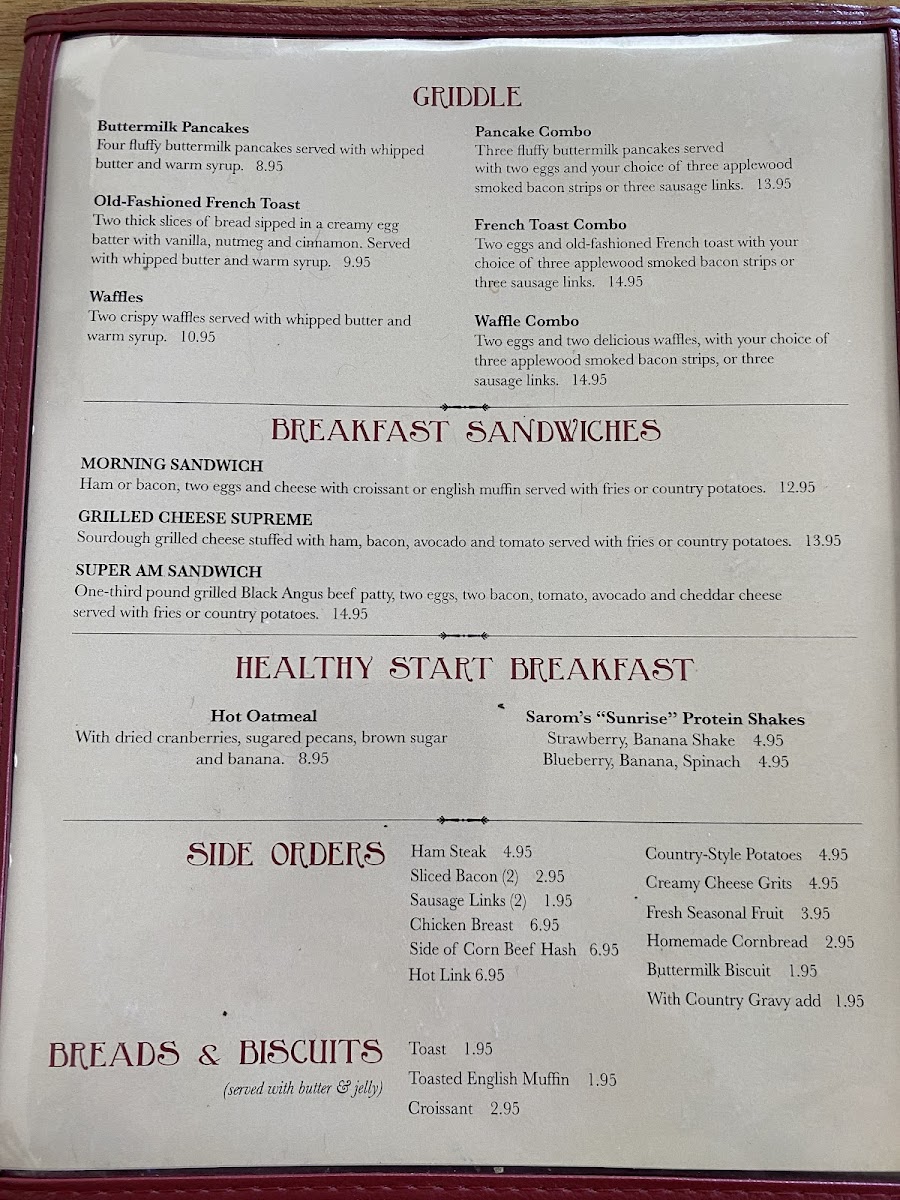 GRIDDLE
Buttermilk Pancakes
Four fluffy buttermilk pancakes served with whipped
butter and warm syrup. 8.95
Old-Fashioned French Toast
Two thick slices of bread sipped in a creamy egg
batter with vanilla, nutmeg and cinnamon. Served
with whipped butter and warm syrup. 9.95
Waffles
Two crispy waffles served with whipped butter and
warm syrup. 10.95
Pancake Combo
Three fluffy buttermilk pancakes served
with two eggs and your choice of three applewood
smoked bacon strips or three sausage links. 13.95
French Toast Combo
Two eggs and old-fashioned French toast with your
choice of three applewood smoked bacon strips or
three sausage links. 14.95
Waffle Combo
Two eggs and two delicious waffles, with your choice of
three applewood smoked bacon strips, or three
sausage links. 14.95
BREAKFAST SANDWICHES
MORNING SANDWICH
Ham or bacon, two eggs and cheese with croissant or english muffin served with fries or country potatoes. 12.95
GRILLED CHEESE SUPREME
Sourdough grilled cheese stuffed with ham, bacon, avocado and tomato served with fries or country potatoes. 13.95
SUPER AM SANDWICH
One-third pound grilled Black Angus beef patty, two eggs, two bacon, tomato, avocado and cheddar cheese
served with fries or country potatoes. 14.95
HEALTHY START BREAKFAST
Hot Oatmeal
With dried cranberries, sugared pecans, brown sugar
and banana. 8.95
Sarom's “Sunrise” Protein Shakes
Strawberry, Banana Shake 4.95
Blueberry, Banana, Spinach 4.95
SIDE ORDERS
Ham Steak 4.95
Sliced Bacon (2) 2.95
Sausage Links (2) 1.95
Chicken Breast 6.95
Side of Corn Beef Hash 6.95
Hot Link 6.95
Country-Style Potatoes 4.95
Creamy Cheese Grits 4.95
Fresh Seasonal Fruit 3.95
Homemade Cornbread 2.95
Buttermilk Biscuit 1.95
With Country Gravy add 1.95
BREADS & BISCUITS
(served with butter & jelly)
Toast 1.95
Toasted English Muffin 1.95
Croissant 2.95